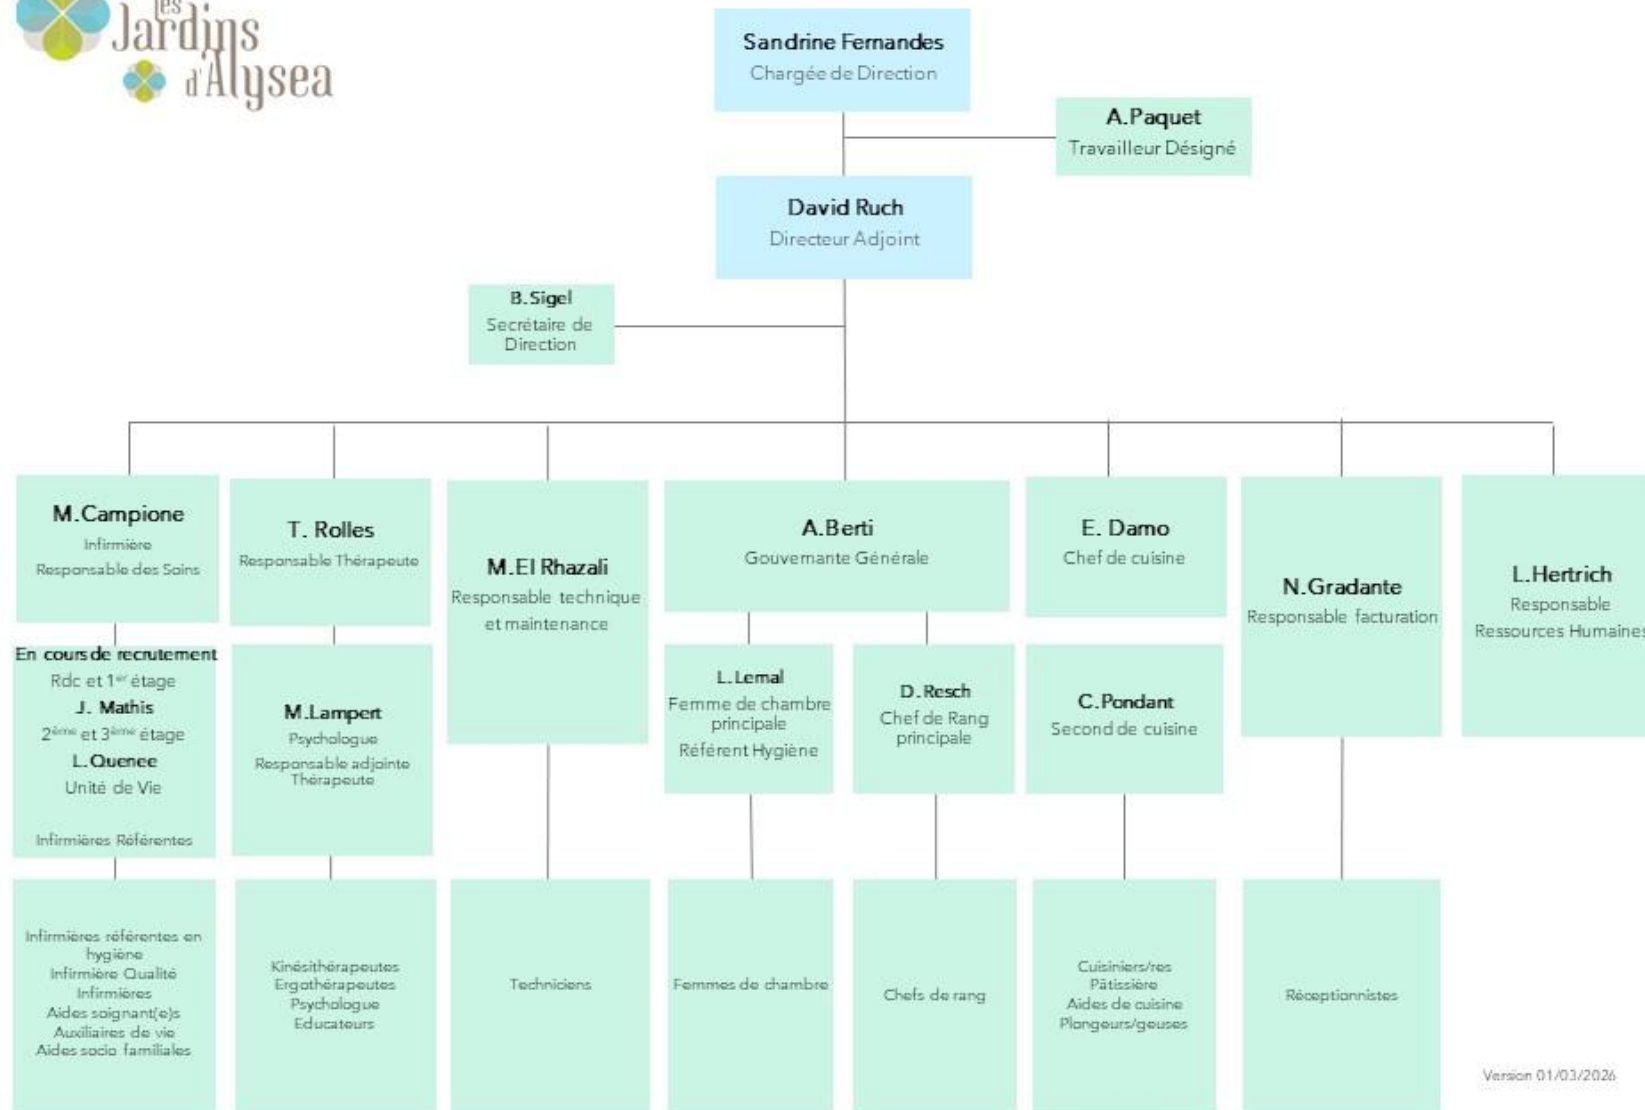 les
Jardins
d'Alysea
Sandrine Fernandes
Chargée de Direction
A.Paquet
Travailleur Désigné
David Ruch
Directeur Adjoint
B.Sigel
Secrétaire de
Direction
M.Campione
Infirmière
Responsable des Soins
T. Rolles
Responsable Thérapeute
M.El Rhazali
Responsable technique
et maintenance
A.Berti
Gouvernante Générale
E. Damo
Chef de cuisine
N.Gradante
Responsable facturation
L.Hertrich
Responsable
Ressources Humaines
En cours de recrutement
Rdc et 1er étage
J. Mathis
2ème et 3ème étage
L.Quenee
Unité de Vie
Infirmières Référentes
M.Lampert
Psychologue
Responsable adjointe
Thérapeute
L.Lemal
Femme de chambre
principale
Référent Hygiène
D.Resch
Chef de Rang
principale
C.Pondant
Second de cuisine
Infirmières référentes en
hygiène
Infirmière Qualité
Infirmières
Aides soignant(e)s
Auxiliaires de vie
Aides socio familiales
Kinésithérapeutes
Ergothérapeutes
Psychologue
Educateurs
Techniciens
Femmes de chambre
Chefs de rang
Cuisiniers/res
Pâtissière
Aides de cuisine
Plongeurs/geuses
Réceptionnistes
Version 01/03/2026